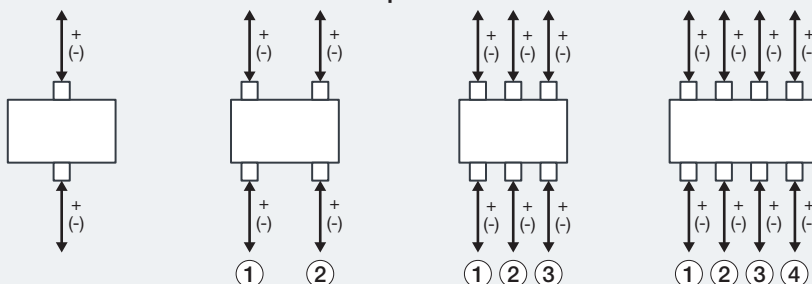 + + + + + + + + + +
(-) (-) (-) (-) (-) (-) (-) (-) (-) (-)
+ + + + + + + + + +
(-) (-) (-) (-) (-) (-) (-) (-) (-) (-)
1 2 1 2 3 1 2 3 4